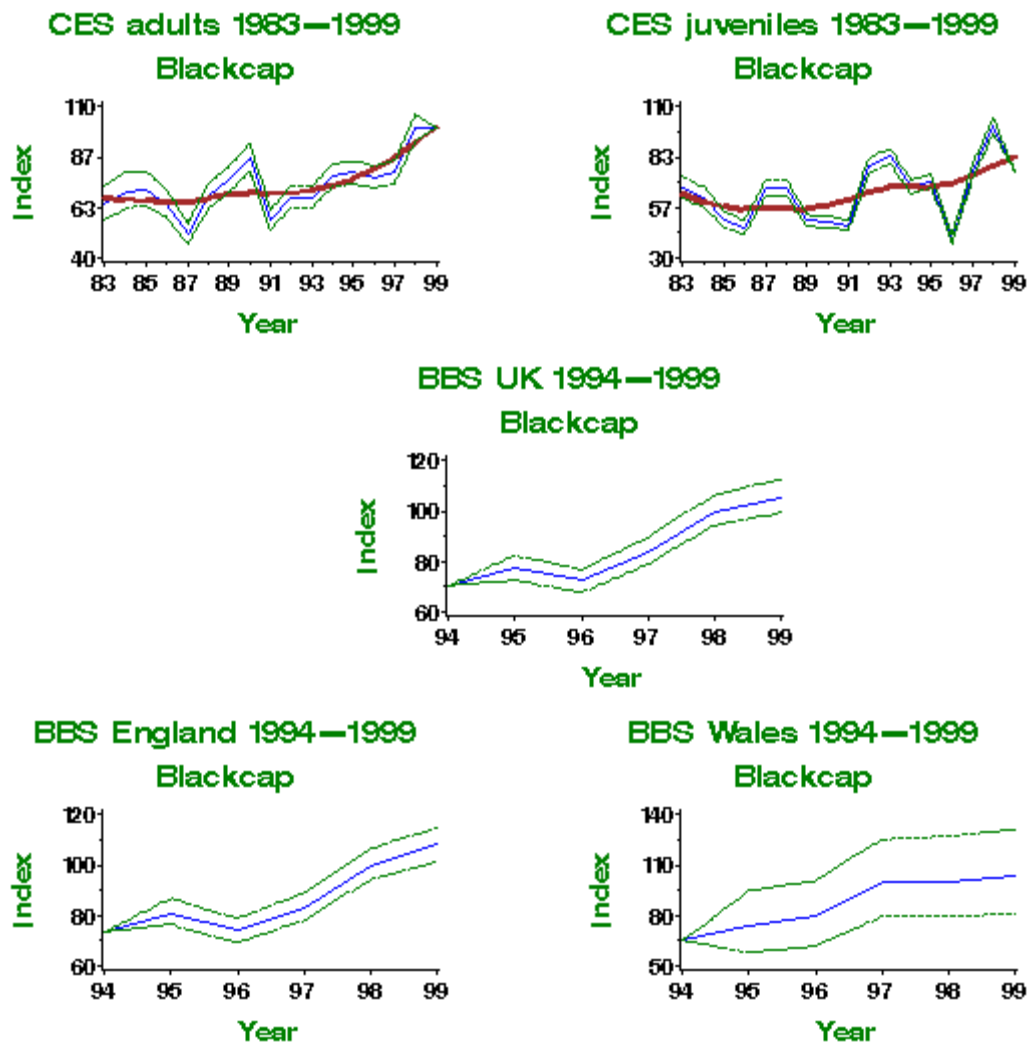 CES adults 1983—1999
Blackcap
Index
110
87
63
40
83 85 87 89 91 93 95 97 99
Year
CES juveniles 1983—1999
Blackcap
Index
110
83
57
30
83 85 87 89 91 93 95 97 99
Year
BBS UK 1994—1999
Blackcap
Index
120
100
80
60
94 95 96 97 98 99
Year
BBS England 1994—1999
Blackcap
Index
120
100
80
60
94 95 96 97 98 99
Year
BBS Wales 1994—1999
Blackcap
Index
140
110
80
50
94 95 96 97 98 99
Year